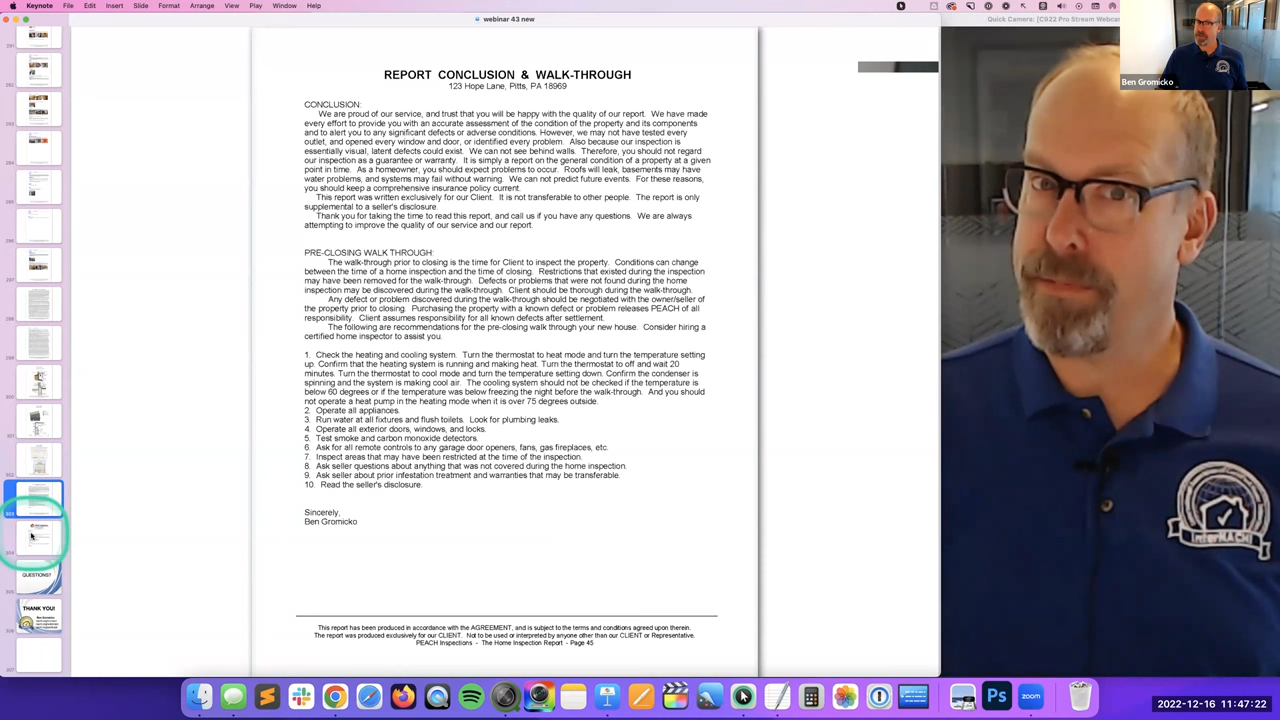 Keynote File Edit Insert Slide Format Arrange View Play Window Help
webinar 43 new
Quick Camera: [C922 Pro Stream Webcam
Ben Gromicko
REPORT CONCLUSION & WALK-THROUGH
123 Hope Lane, Pitts, PA 18969
CONCLUSION:
We are proud of our service, and trust that you will be happy with the quality of our report. We have made
every effort to provide you with an accurate assessment of the condition of the property and its components
and to alert you to any significant defects or adverse conditions. However, we may not have tested every
outlet, and opened every window and door, or identified every problem. Also because our inspection is
essentially visual, latent defects could exist. We can not see behind walls. Therefore, you should not regard
our inspection as a guarantee or warranty. It is simply a report on the general condition of a property at a given
point in time. As a homeowner, you should expect problems to occur. Roofs will leak, basements may have
water problems, and systems may fail without warning. We can not predict future events. For these reasons,
you should keep a comprehensive insurance policy current.
This report was written exclusively for our Client. It is not transferable to other people. The report is only
supplemental to a seller's disclosure.
Thank you for taking the time to read this report, and call us if you have any questions. We are always
attempting to improve the quality of our service and our report.
PRE-CLOSING WALK THROUGH:
The walk-through prior to closing is the time for Client to inspect the property. Conditions can change
between the time of a home inspection and the time of closing. Restrictions that existed during the inspection
may have been removed for the walk-through. Defects or problems that were not found during the home
inspection may be discovered during the walk-through. Client should be thorough during the walk-through.
Any defect or problem discovered during the walk-through should be negotiated with the owner/seller of
the property prior to closing. Purchasing the property with a known defect or problem releases PEACH of all
responsibility. Client assumes responsibility for all known defects after settlement.
The following are recommendations for the pre-closing walk through your new house. Consider hiring a
certified home inspector to assist you.
1. Check the heating and cooling system. Turn the thermostat to heat mode and turn the temperature setting
up. Confirm that the heating system is running and making heat. Turn the thermostat to off and wait 20
minutes. Turn the thermostat to cool mode and turn the temperature setting down. Confirm the condenser is
spinning and the system is making cool air. The cooling system should not be checked if the temperature is
below 60 degrees or if the temperature was below freezing the night before the walk-through. And you should
not operate a heat pump in the heating mode when it is over 75 degrees outside.
2. Operate all appliances.
3. Run water at all fixtures and flush toilets. Look for plumbing leaks.
4. Operate all exterior doors, windows, and locks.
5. Test smoke and carbon monoxide detectors.
6. Ask for all remote controls to any garage door openers, fans, gas fireplaces, etc.
7. Inspect areas that may have been restricted at the time of the inspection.
8. Ask seller questions about anything that was not covered during the home inspection.
9. Ask seller about prior infestation treatment and warranties that may be transferable.
10. Read the seller's disclosure.
Sincerely,
Ben Gromicko
This report has been produced in accordance with the AGREEMENT, and is subject to the terms and conditions agreed upon therein.
The report was produced exclusively for our CLIENT. Not to be used or interpreted by anyone other than our CLIENT or Representative.
PEACH Inspections - The Home Inspection Report - Page 45
QUESTIONS?
THANK YOU!
Ben Gromicko
InterNACHI
Ps
zoom
2022-12-16 11:47:22